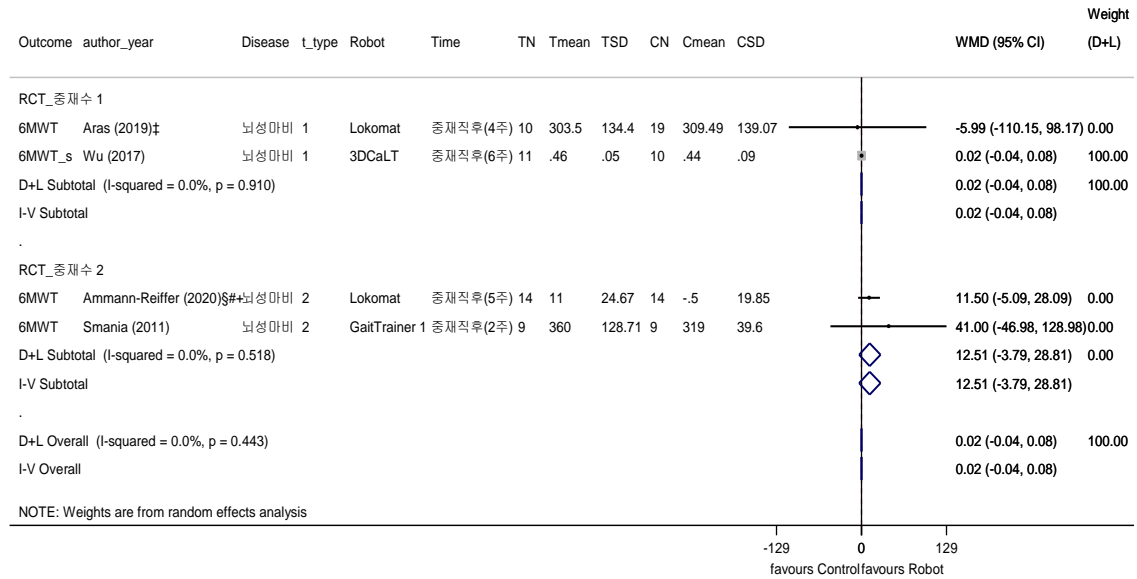 Weight
Outcome author_year Disease t_type Robot Time TN Tmean TSD CN Cmean CSD WMD (95% CI) (D+L)
RCT_중재수 1
6MWT Aras (2019)‡ 뇌성마비 1 Lokomat 중재직후(4주) 10 303.5 134.4 19 309.49 139.07 -5.99 (-110.15, 98.17) 0.00
6MWT_s Wu (2017) 뇌성마비 1 3DCaLT 중재직후(6주) 11 .46 .05 10 .44 .09 0.02 (-0.04, 0.08) 100.00
D+L Subtotal (I-squared = 0.0%, p = 0.910) 0.02 (-0.04, 0.08) 100.00
I-V Subtotal 0.02 (-0.04, 0.08)
.
RCT_중재수 2
6MWT Ammann-Reiffer (2020)§#+ 뇌성마비 2 Lokomat 중재직후(5주) 14 11 24.67 14 -.5 19.85 11.50 (-5.09, 28.09) 0.00
6MWT Smania (2011) 뇌성마비 2 GaitTrainer 1 중재직후(2주) 9 360 128.71 9 319 39.6 41.00 (-46.98, 128.98) 0.00
D+L Subtotal (I-squared = 0.0%, p = 0.518) 12.51 (-3.79, 28.81) 0.00
I-V Subtotal 12.51 (-3.79, 28.81)
.
D+L Overall (I-squared = 0.0%, p = 0.443) 0.02 (-0.04, 0.08) 100.00
I-V Overall 0.02 (-0.04, 0.08)
NOTE: Weights are from random effects analysis
-129 0 129
favours Control favours Robot